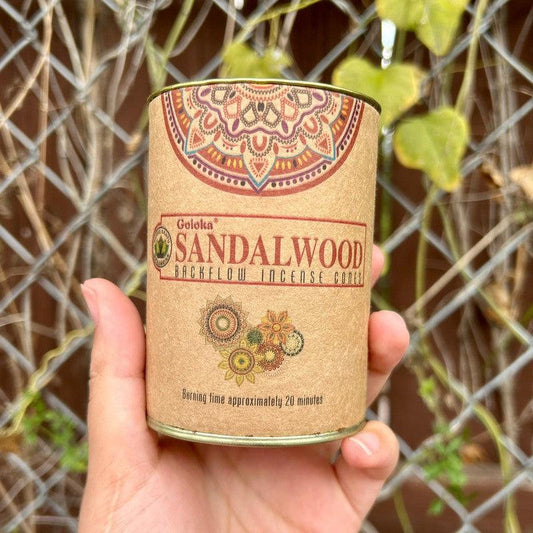 Goloka®
SANDALWOOD
BACKFLOW INCENSE CONES
Burning time approximately 20 minutes